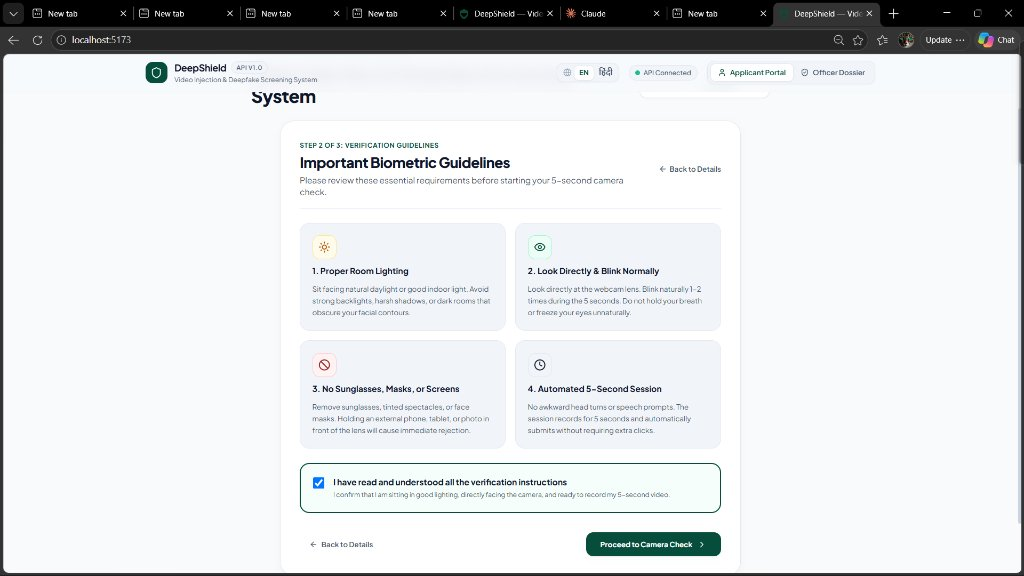 New tab
New tab
New tab
New tab
DeepShield — Vide
Claude
New tab
DeepShield — Vide
localhost:5173
Update
Chat
DeepShield API V1.0
Video Injection & Deepfake Screening System
EN हिंदी
API Connected
Applicant Portal
Officer Dossier
System
STEP 2 OF 3: VERIFICATION GUIDELINES
Important Biometric Guidelines
Please review these essential requirements before starting your 5-second camera
check.
Back to Details
1. Proper Room Lighting
Sit facing natural daylight or good indoor light. Avoid
strong backlights, harsh shadows, or dark rooms that
obscure your facial contours.
2. Look Directly & Blink Normally
Look directly at the webcam lens. Blink naturally 1-2
times during the 5 seconds. Do not hold your breath
or freeze your eyes unnaturally.
3. No Sunglasses, Masks, or Screens
Remove sunglasses, tinted spectacles, or face
masks. Holding an external phone, tablet, or photo in
front of the lens will cause immediate rejection.
4. Automated 5-Second Session
No awkward head turns or speech prompts. The
session records for 5 seconds and automatically
submits without requiring extra clicks.
I have read and understood all the verification instructions
I confirm that I am sitting in good lighting, directly facing the camera, and ready to record my 5-second video.
Back to Details
Proceed to Camera Check